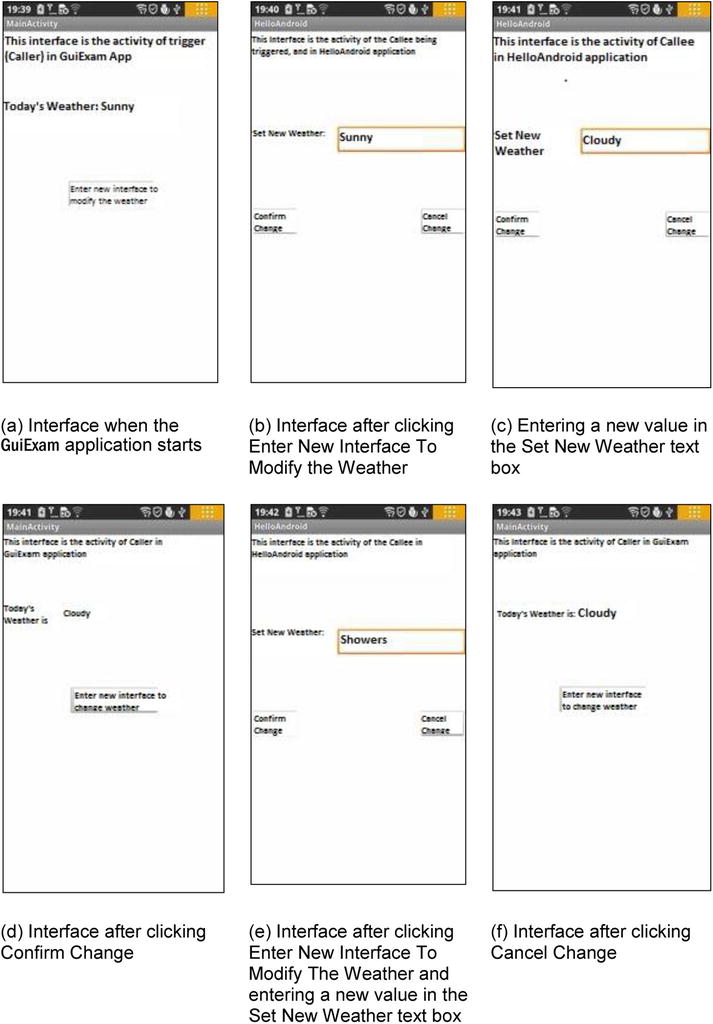 19:39
MainActivity
This interface is the activity of trigger
(Caller) in GuiExam App
Today's Weather: Sunny
Enter new interface to
modify the weather
(a) Interface when the
GuiExam application starts
19:40
HelloAndroid
This Interface is the activity of the Callee being
triggered, and in HelloAndroid application
Set New Weather:
Sunny
Confirm
Change
Cancel
Change
(b) Interface after clicking
Enter New Interface To
Modify the Weather
19:41
HelloAndroid
This interface is the activity of Callee
in HelloAndroid application
Set New
Weather
Cloudy
Confirm
Change
Cancel
Change
(c) Entering a new value in
the Set New Weather text
box
19:41
MainActivity
This interface is the activity of Caller in
GuiExam application
Today's
Weather is
Cloudy
Enter new interface to
change weather
(d) Interface after clicking
Confirm Change
19:42
HelloAndroid
This interface is the activity of the Callee in
HelloAndroid application
Set New Weather:
Showers
Confirm
Change
Cancel
Change
(e) Interface after clicking
Enter New Interface To
Modify The Weather and
entering a new value in the
Set New Weather text box
19:43
MainActivity
This Interface is the activity of Caller in GuiExam
application
Today's Weather is: Cloudy
Enter new interface
to change weather
(f) Interface after clicking
Cancel Change